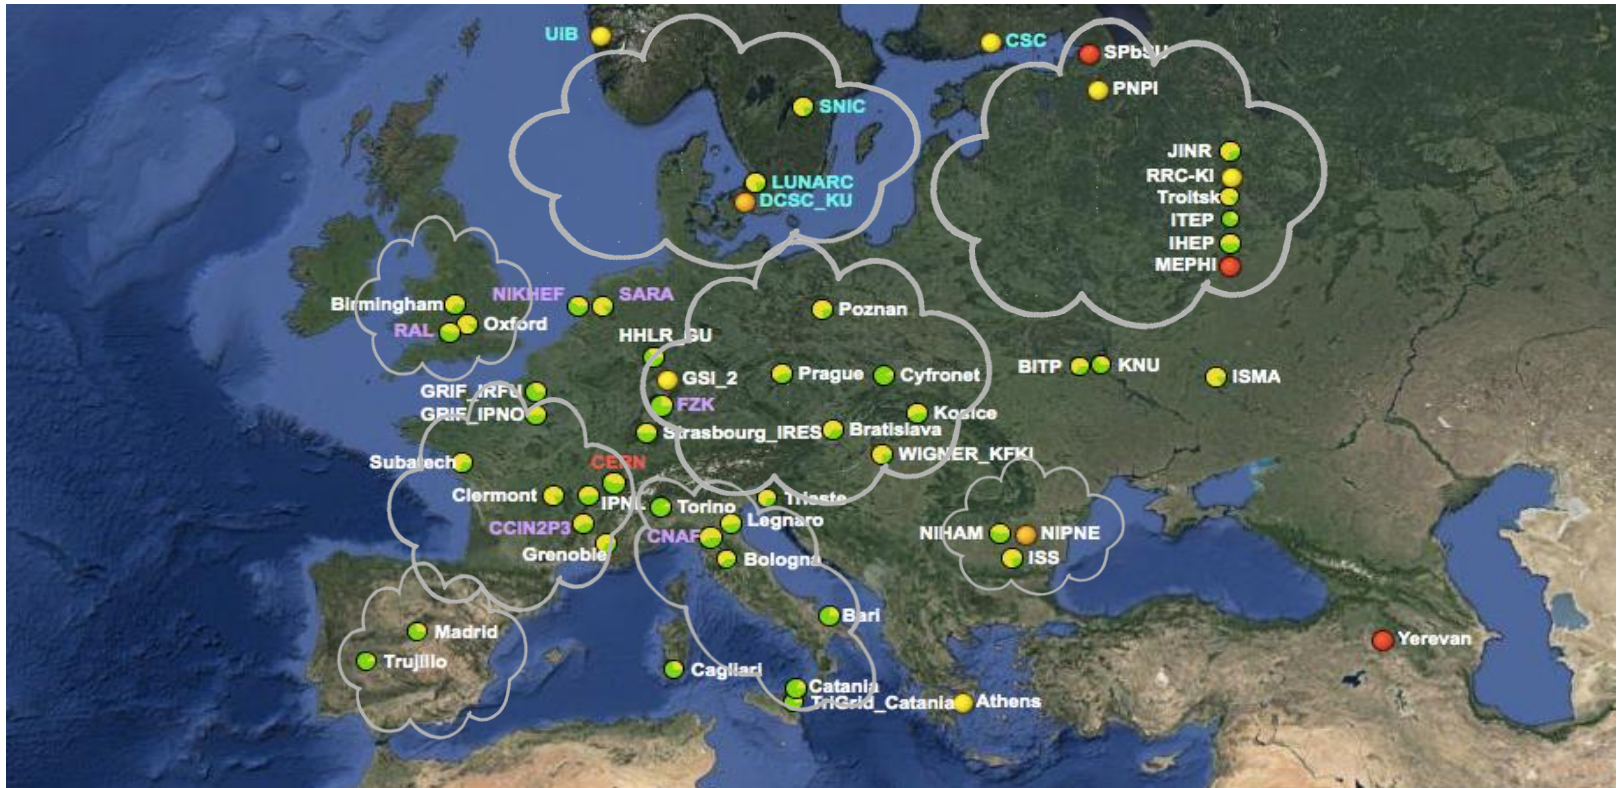 UiB
CSC
SPbSU
PNPI
SNIC
JINR
RRC-KI
Troitsk
ITEP
IHEP
MEPHI
LUNARC
DCSC_KU
NIKHEF
SARA
Birmingham
Oxford
RAL
Poznan
HHLR_GU
GSI_2
Prague
Cyfronet
BITP
KNU
ISMA
GRIF_IRFU
FZK
GRIF_IPNO
Kosice
Strasbourg_IRES
Bratislava
WIGNER_KFKI
Subatech
CERN
Clermont
IPNL
Torino
Trieste
Legnaro
CCIN2P3
CNAF
Grenoble
Bologna
NIHAM
NIPNE
ISS
Bari
Madrid
Yerevan
Trujillo
Cagliari
Catania
TriGrid_Catania
Athens